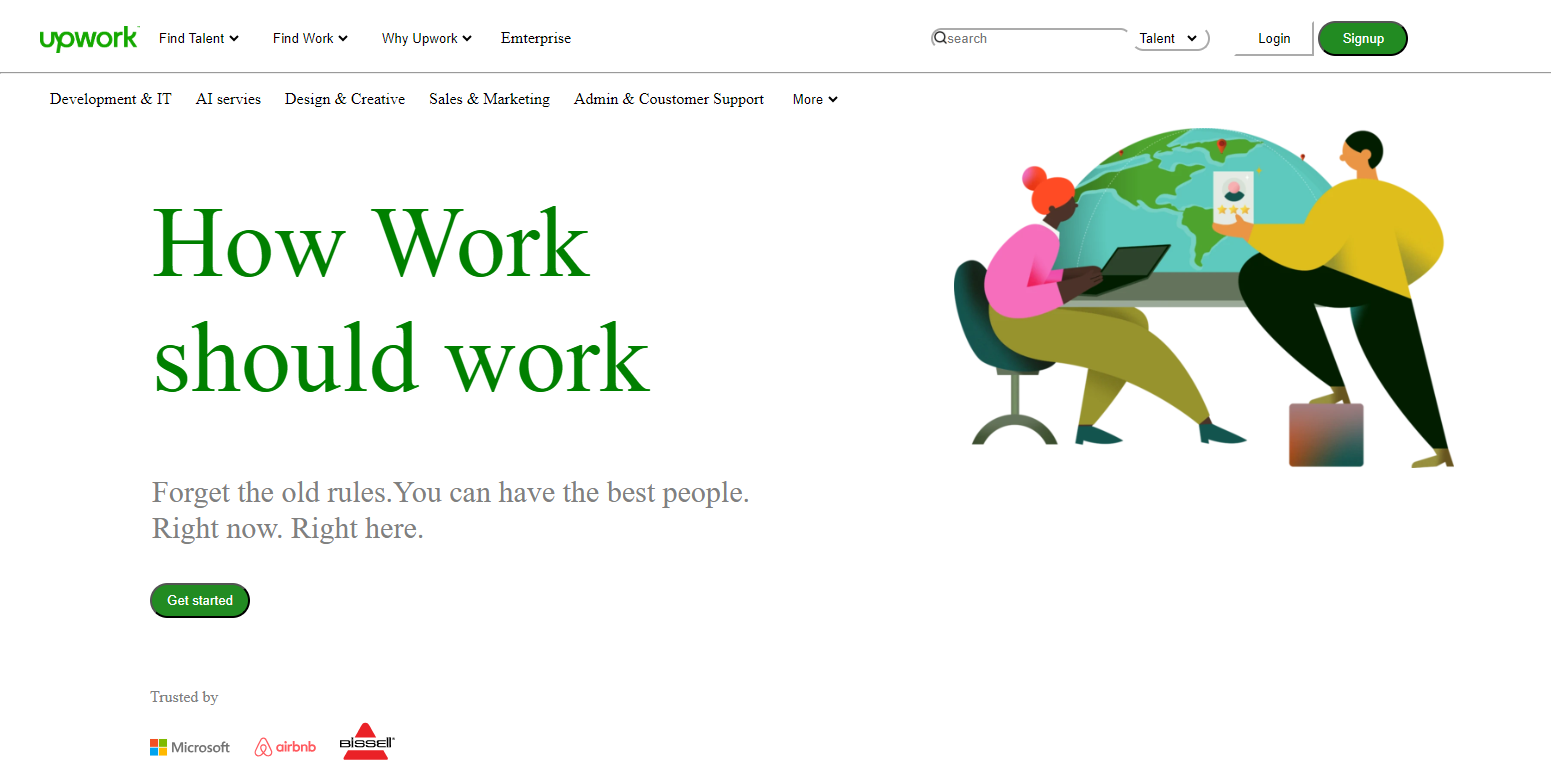 upwork Find Talent Find Work Why Upwork Emterprise search Talent Login Signup
Development & IT AI servies Design & Creative Sales & Marketing Admin & Coustomer Support More
How Work
should work
Forget the old rules.You can have the best people.
Right now. Right here.
Get started
Trusted by
Microsoft airbnb BISSELL